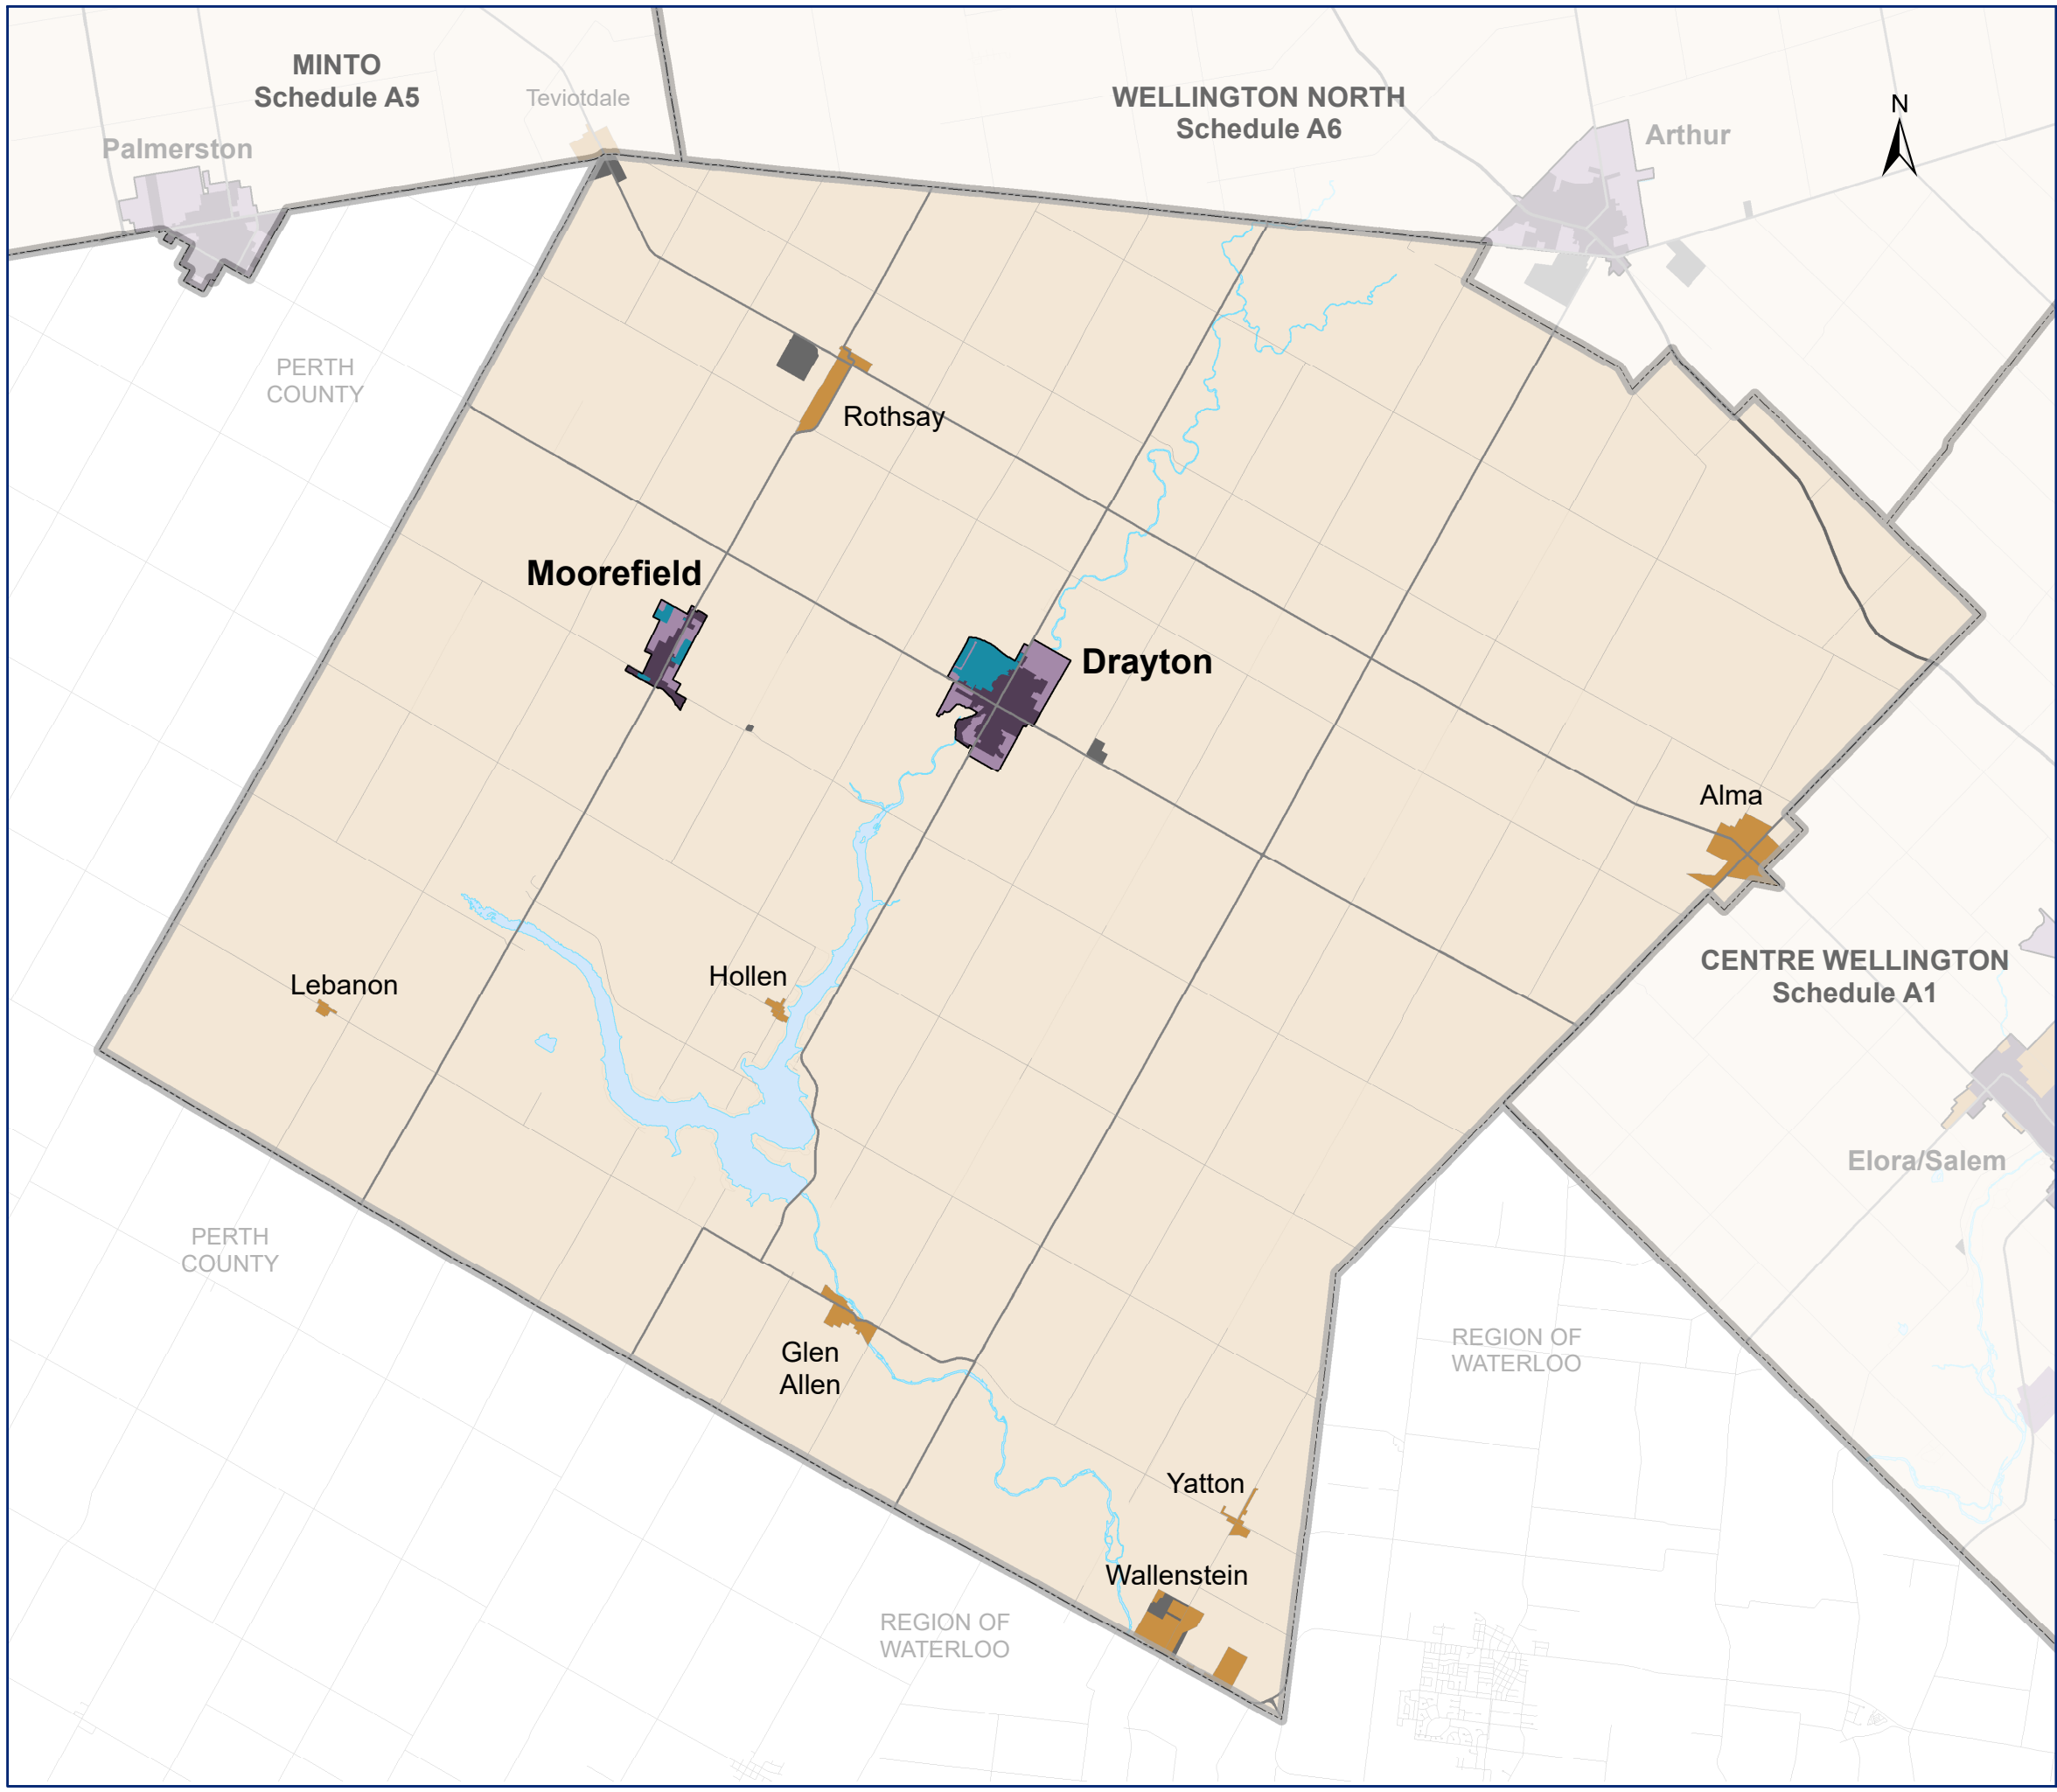 MINTO
Schedule A5
Teviotdale
WELLINGTON NORTH
Schedule A6
N
Palmerston
Arthur
PERTH
COUNTY
Rothsay
Moorefield
Drayton
Alma
CENTRE WELLINGTON
Schedule A1
Lebanon
Hollen
Elora/Salem
PERTH
COUNTY
Glen
Allen
REGION OF
WATERLOO
Yatton
Wallenstein
REGION OF
WATERLOO